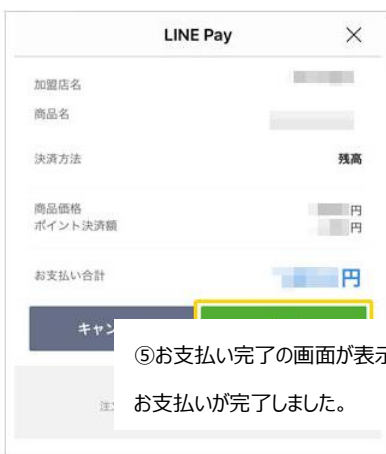 LINE Pay
加盟店名
商品名
決済方法 残高
商品価格 円
ポイント決済額 円
お支払い合計 円
キャン
⑤お支払い完了の画面が表示
お支払いが完了しました。
注